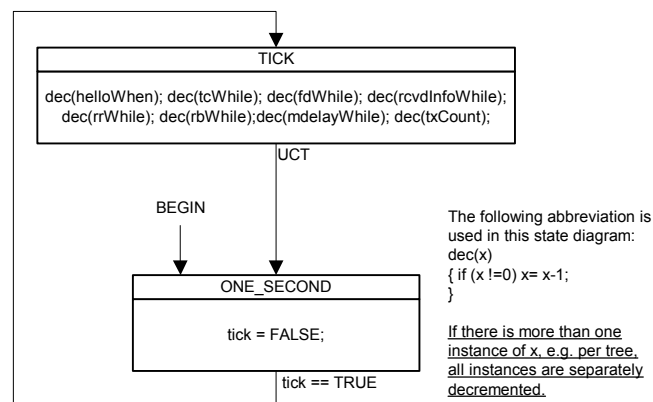 TICK
dec(helloWhen); dec(tcWhile); dec(fdWhile); dec(rcvdInfoWhile);
dec(rrWhile); dec(rbWhile);dec(mdelayWhile); dec(txCount);
UCT
BEGIN
ONE_SECOND
tick = FALSE;
tick == TRUE
The following abbreviation is
used in this state diagram:
dec(x)
{ if (x !=0) x= x-1;
}
If there is more than one
instance of x, e.g. per tree,
all instances are separately
decremented.